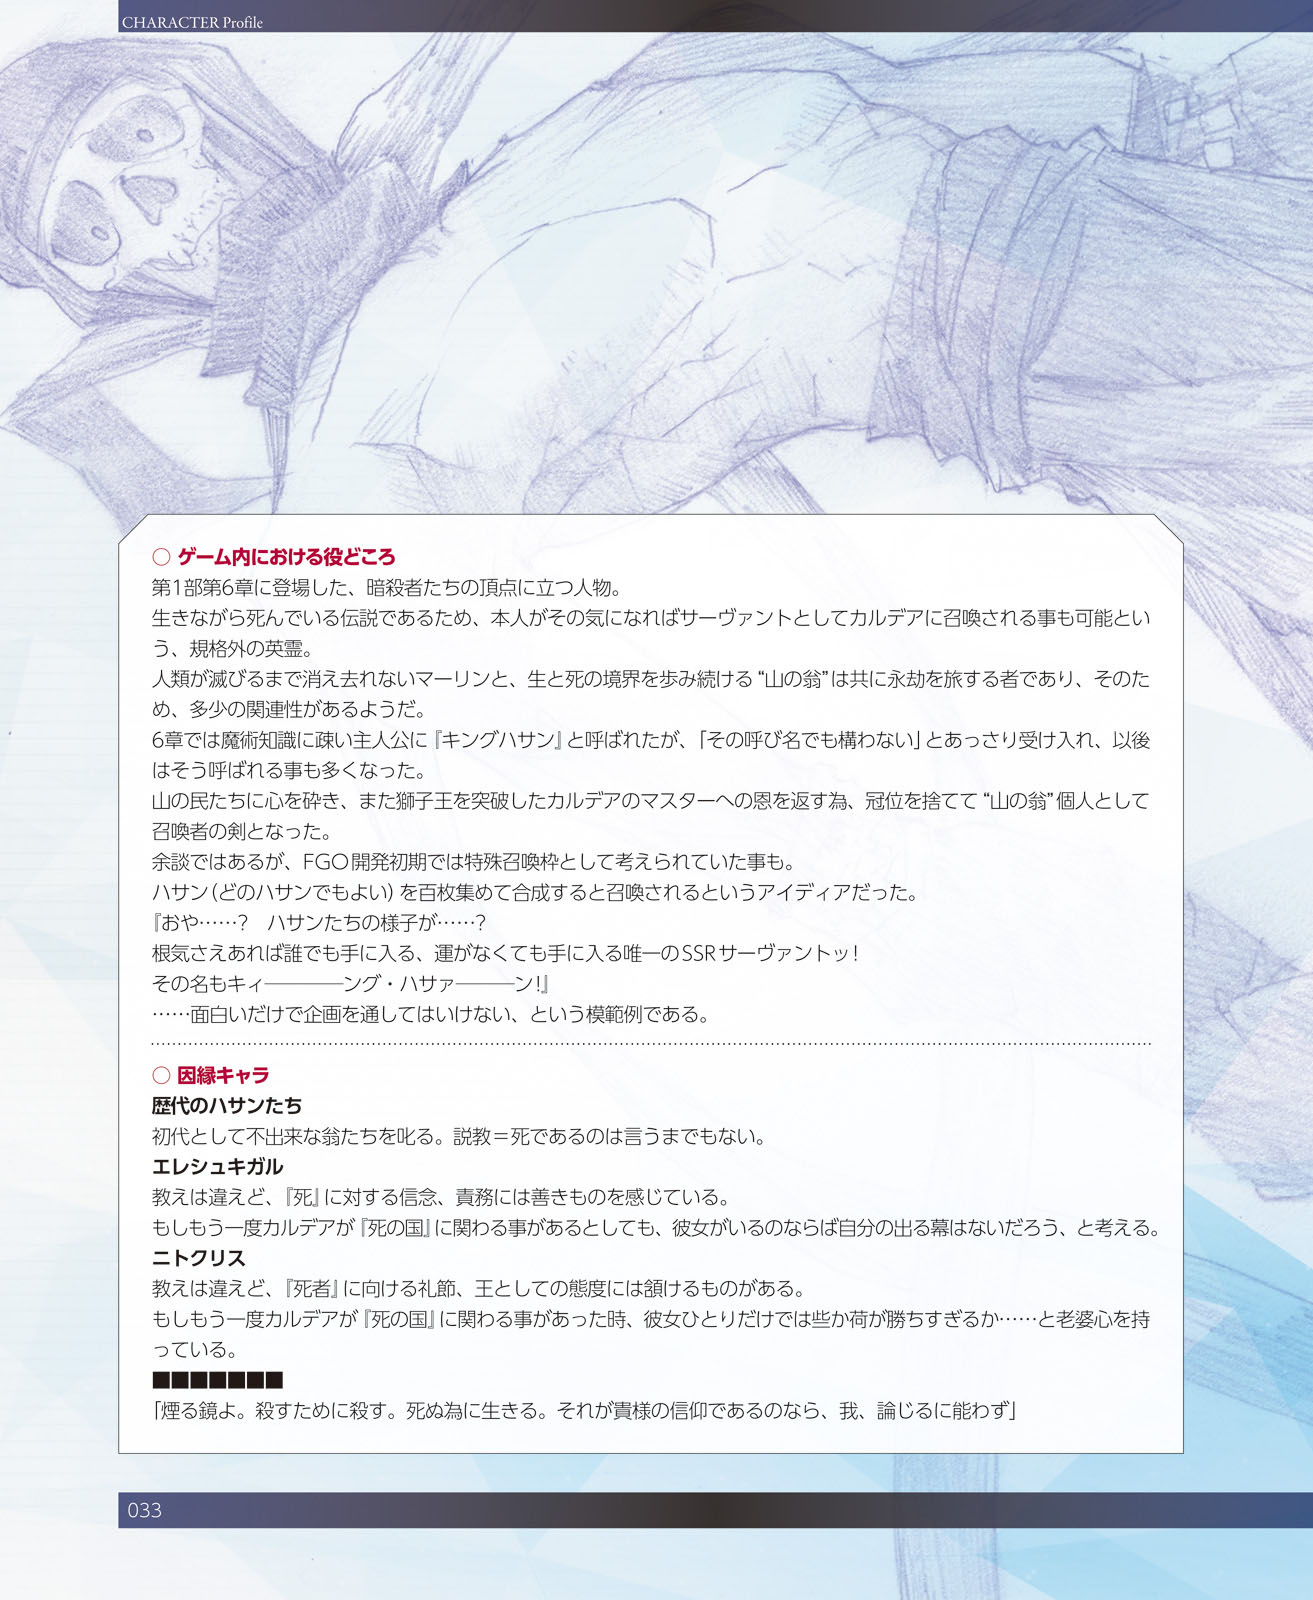 CHARACTER Profile
○ ゲーム内における役どころ
第1部第6章に登場した、暗殺者たちの頂点に立つ人物。
生きながら死んでいる伝説であるため、本人がその気になればサーヴァントとしてカルデアに召喚される事も可能とい
う、規格外の英霊。
人類が滅びるまで消え去れないマーリンと、生と死の境界を歩み続ける“山の翁”は共に永劫を旅する者であり、そのた
め、多少の関連性があるようだ。
6章では魔術知識に疎い主人公に『キングハサン』と呼ばれたが、「その呼び名でも構わない」とあっさり受け入れ、以後
はそう呼ばれる事も多くなった。
山の民たちに心を砕き、また獅子王を突破したカルデアのマスターへの恩を返す為、冠位を捨てて“山の翁”個人として
召喚者の剣となった。
余談ではあるが、FGO開発初期では特殊召喚枠として考えられていた事も。
ハサン（どのハサンでもよい）を百枚集めて合成すると召喚されるというアイディアだった。
『おや……？　ハサンたちの様子が……？
根気さえあれば誰でも手に入る、運がなくても手に入る唯一のSSRサーヴァントッ！
その名もキィ――――ング・ハサァ―――ン！』
……面白いだけで企画を通してはいけない、という模範例である。
○ 因縁キャラ
歴代のハサンたち
初代として不出来な翁たちを叱る。説教＝死であるのは言うまでもない。
エレシュキガル
教えは違えど、『死』に対する信念、責務には善きものを感じている。
もしもう一度カルデアが『死の国』に関わる事があるとしても、彼女がいるのならば自分の出る幕はないだろう、と考える。
ニトクリス
教えは違えど、『死者』に向ける礼節、王としての態度には頷けるものがある。
もしもう一度カルデアが『死の国』に関わる事があった時、彼女ひとりだけでは些か荷が勝ちすぎるか……と老婆心を持
っている。
■■■■■■■
「煙る鏡よ。殺すために殺す。死ぬ為に生きる。それが貴様の信仰であるのなら、我、論じるに能わず」
033